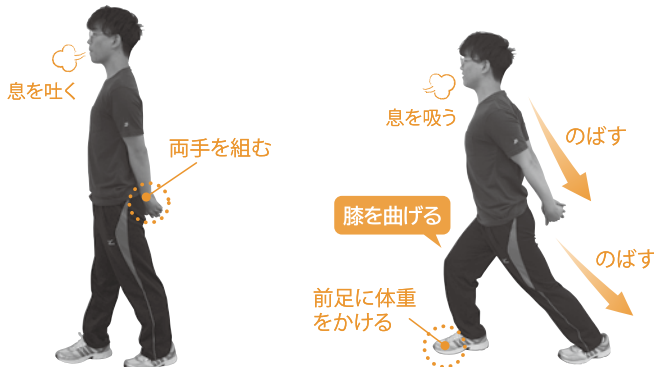 息を吐く
両手を組む
息を吸う
のばす
膝を曲げる
のばす
前足に体重
をかける